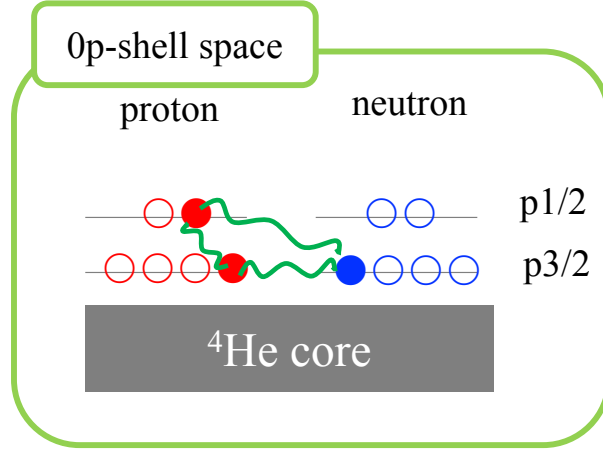 0p-shell space
proton neutron
p1/2
p3/2
⁴He core